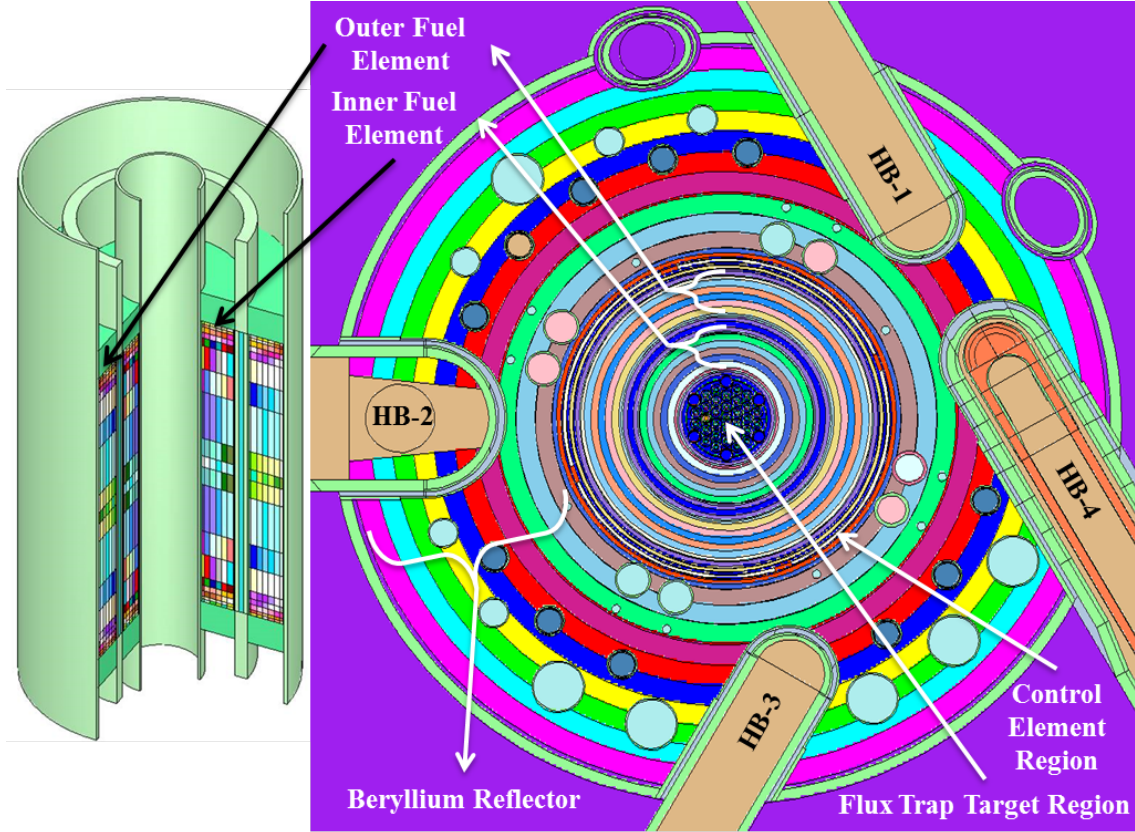 Outer Fuel
Element
Inner Fuel
Element
HB-1
HB-2
HB-4
HB-3
Control
Element
Region
Beryllium Reflector
Flux Trap Target Region